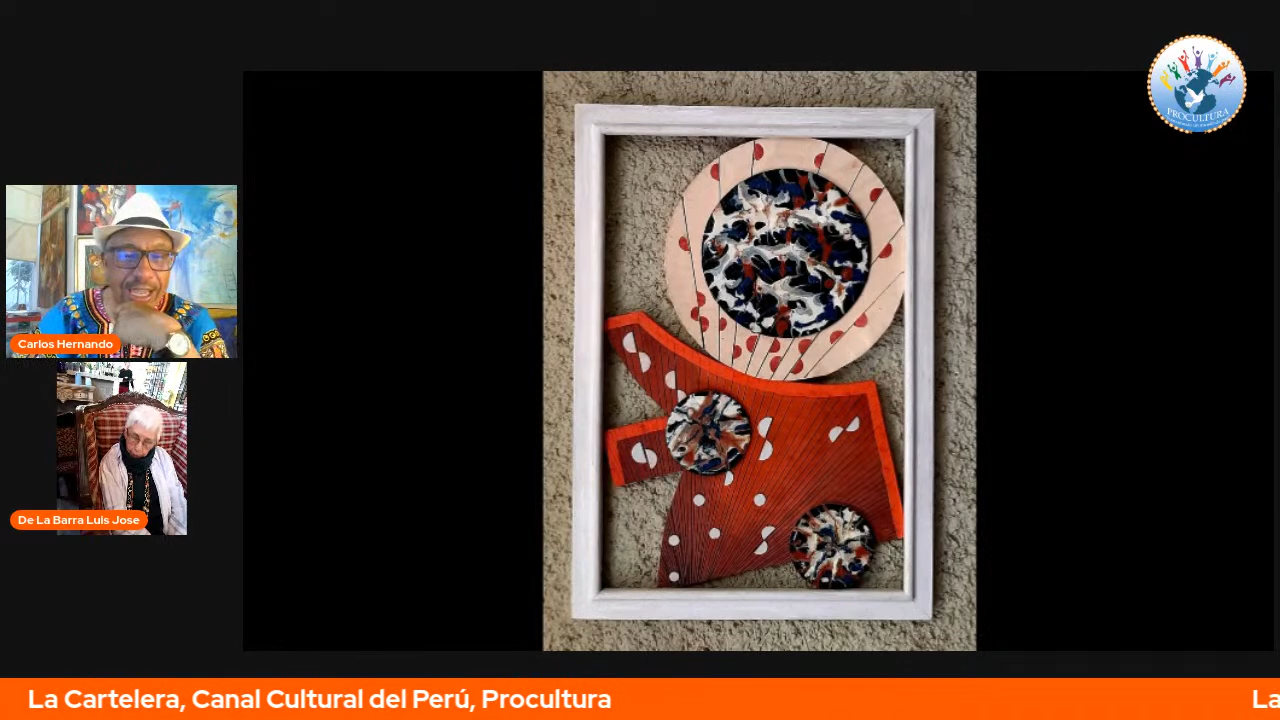 PROCULTURA
Carlos Hernando
De La Barra Luis Jose
La Cartelera, Canal Cultural del Perú, Procultura
La